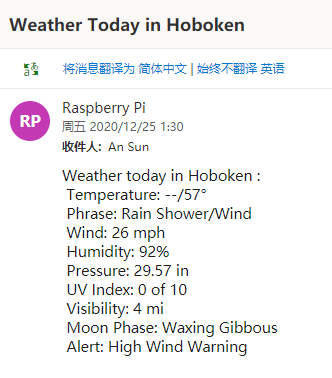 Weather Today in Hoboken
将消息翻译为 简体中文 | 始终不翻译 英语
RP
Raspberry Pi
周五 2020/12/25 1:30
收件人: An Sun
Weather today in Hoboken :
Temperature: --/57°
Phrase: Rain Shower/Wind
Wind: 26 mph
Humidity: 92%
Pressure: 29.57 in
UV Index: 0 of 10
Visibility: 4 mi
Moon Phase: Waxing Gibbous
Alert: High Wind Warning